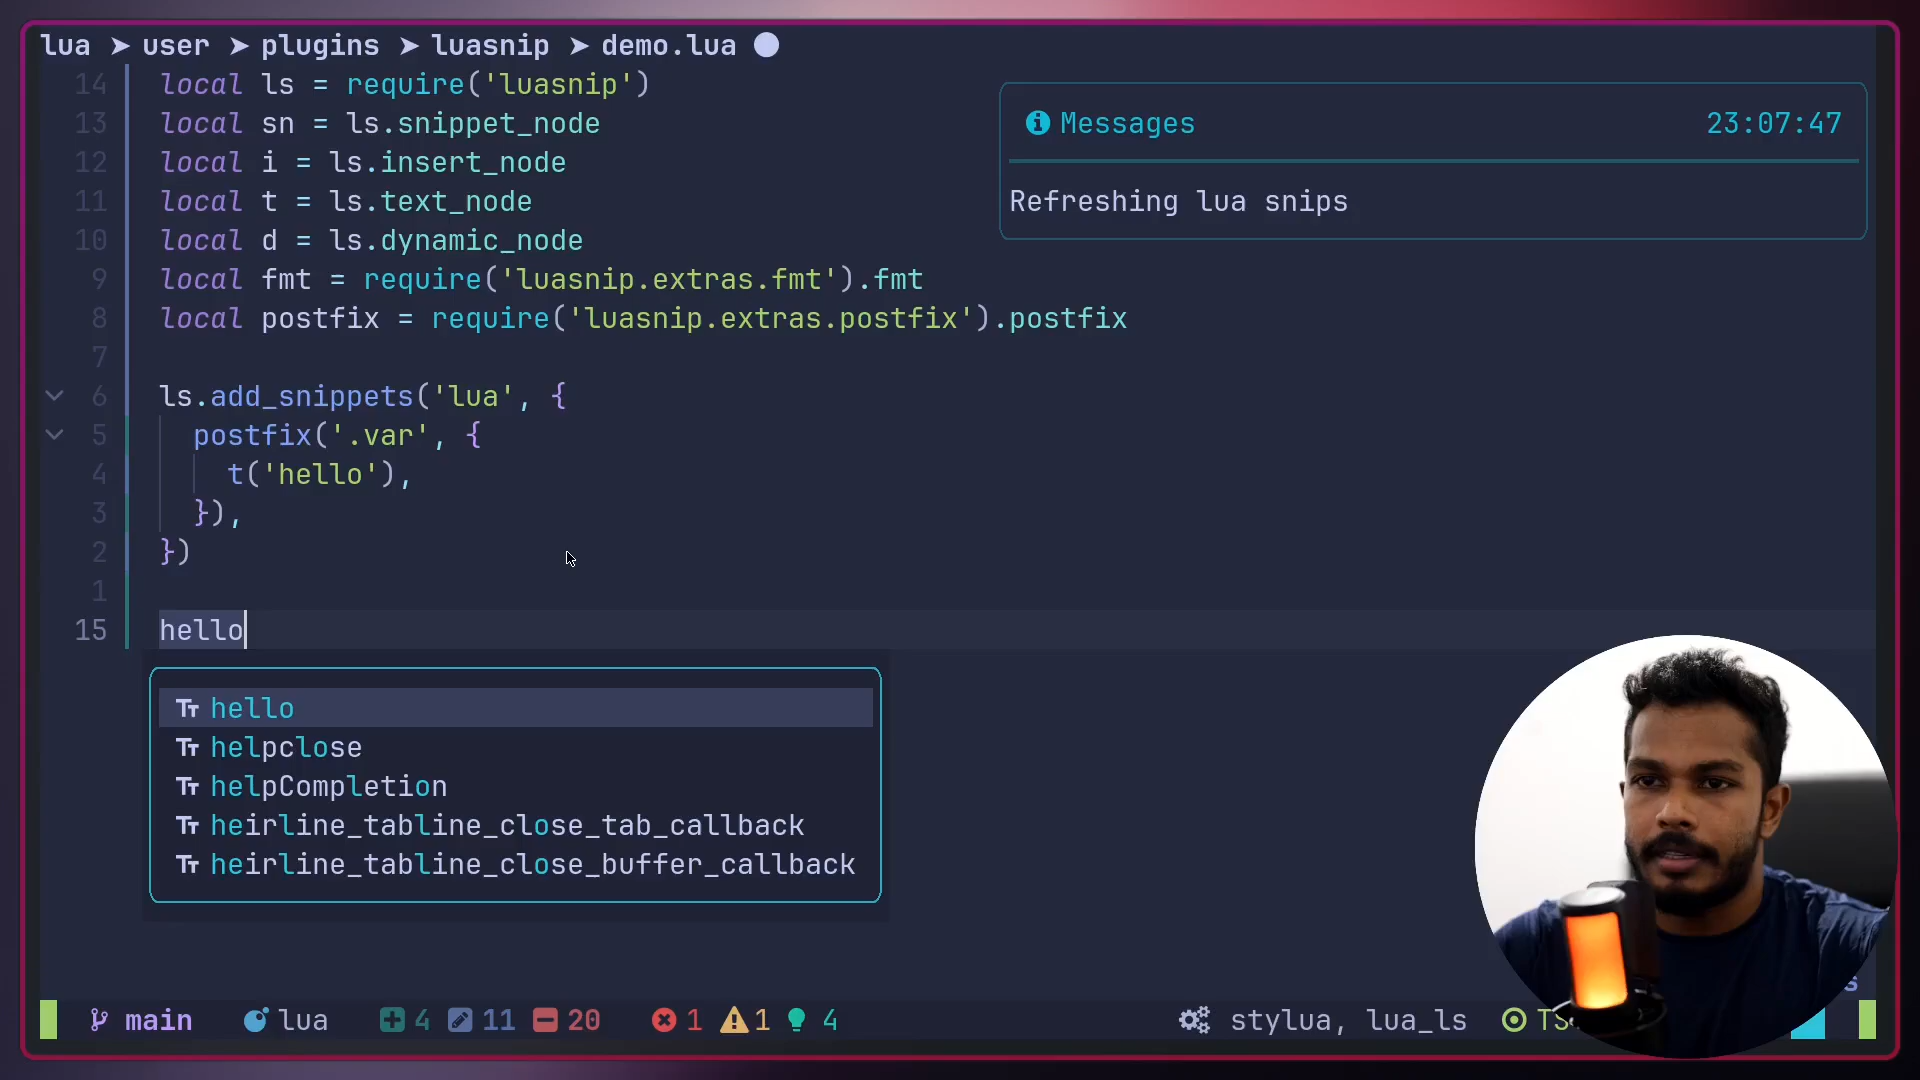 lua ➤ user ➤ plugins ➤ luasnip ➤ demo.lua
14 local ls = require('luasnip')
13 local sn = ls.snippet_node
12 local i = ls.insert_node
11 local t = ls.text_node
10 local d = ls.dynamic_node
9 local fmt = require('luasnip.extras.fmt').fmt
8 local postfix = require('luasnip.extras.postfix').postfix
7
6 ls.add_snippets('lua', {
5 postfix('.var', {
4 t('hello'),
3 }),
2 })
1
15 hello
Messages 23:07:47
Refreshing lua snips
hello
helpclose
helpCompletion
heirline_tabline_close_tab_callback
heirline_tabline_close_buffer_callback
main lua 4 11 20 1 1 4 stylua, lua_ls TS